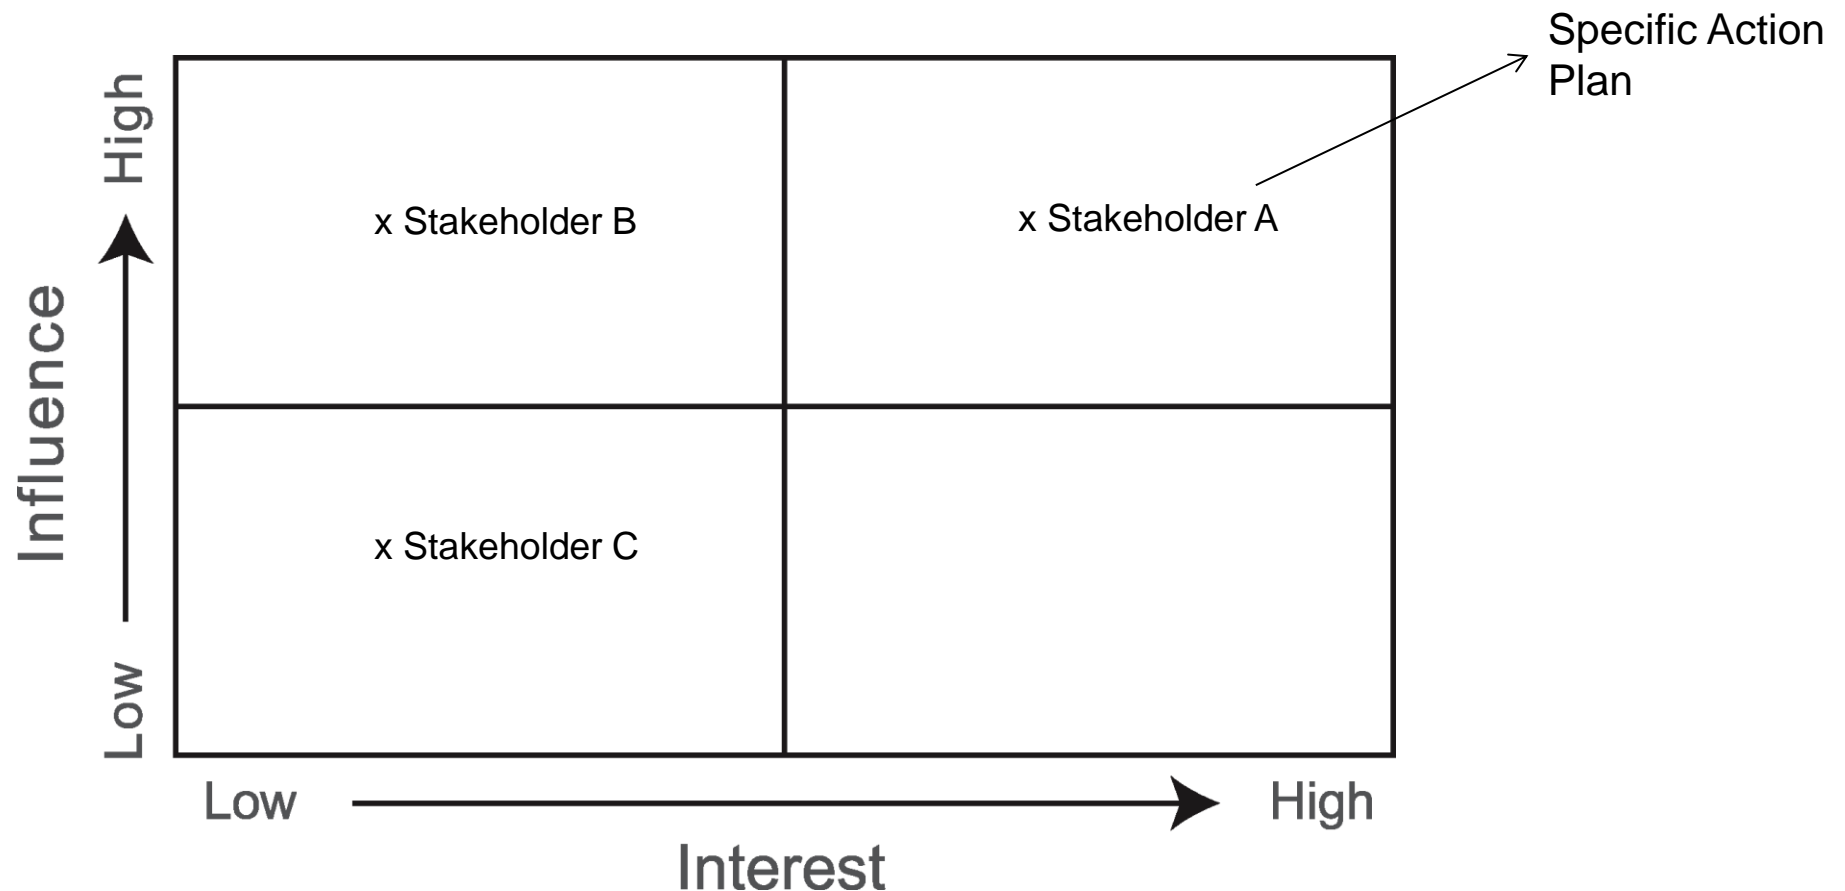 Specific Action
Plan
High
x Stakeholder B
x Stakeholder A
Influence
x Stakeholder C
Low
Low
High
Interest